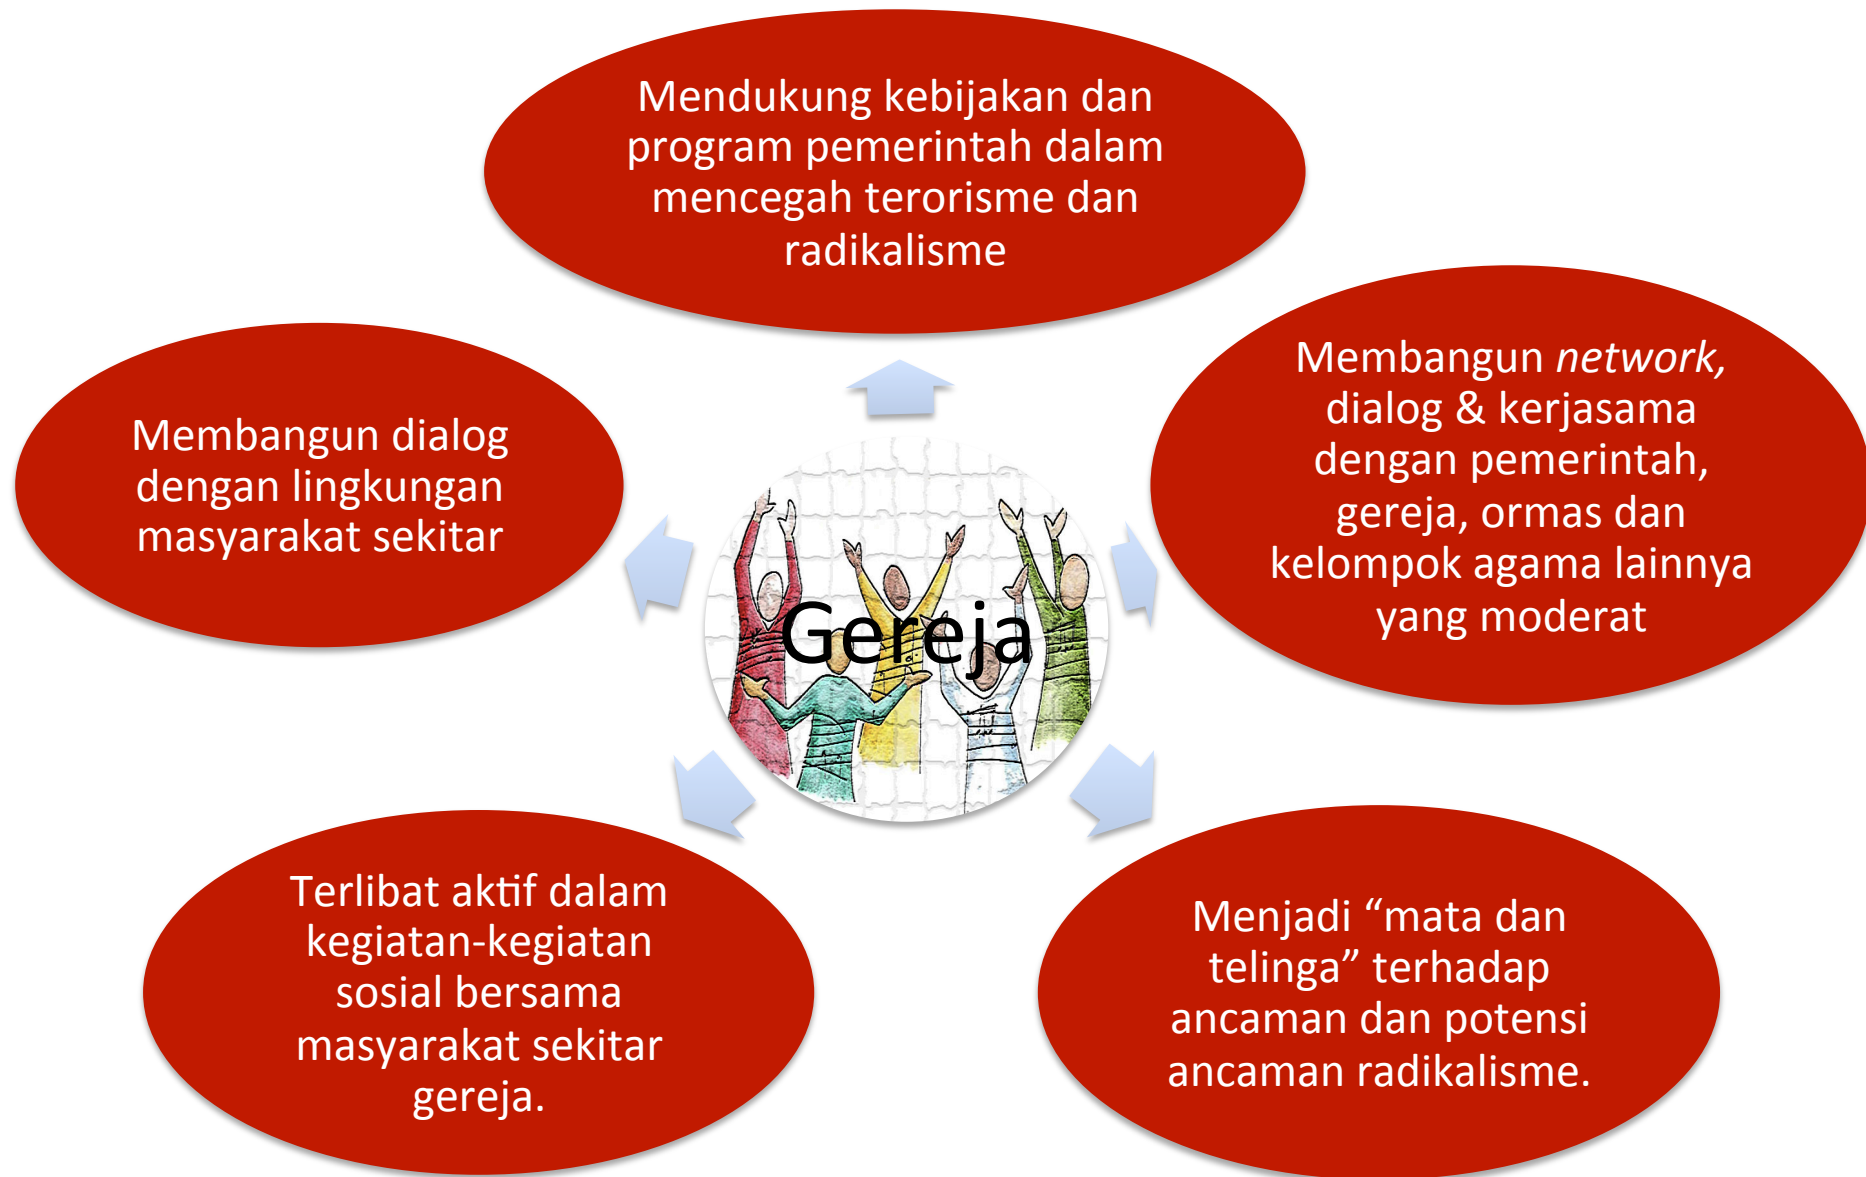 Mendukung kebijakan dan
program pemerintah dalam
mencegah terorisme dan
radikalisme
Membangun network,
dialog & kerjasama
dengan pemerintah,
gereja, ormas dan
kelompok agama lainnya
yang moderat
Menjadi “mata dan
telinga” terhadap
ancaman dan potensi
ancaman radikalisme.
Terlibat aktif dalam
kegiatan-kegiatan
sosial bersama
masyarakat sekitar
gereja.
Membangun dialog
dengan lingkungan
masyarakat sekitar
Gereja